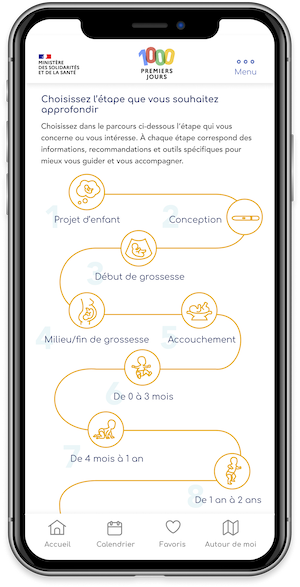 MINISTÈRE
DES SOLIDARITÉS
ET DE LA SANTÉ
1000
PREMIERS
JOURS
Menu
Choisissez l'étape que vous souhaitez
approfondir
Choisissez dans le parcours ci-dessous l'étape qui vous
concerne ou vous intéresse. À chaque étape correspond des
informations, recommandations et outils spécifiques pour
mieux vous guider et vous accompagner.
1
Projet d'enfant
2
Conception
3
Début de grossesse
4
Milieu/fin de grossesse
5
Accouchement
6
De 0 à 3 mois
7
De 4 mois à 1 an
8
De 1 an à 2 ans
Accueil
Calendrier
Favoris
Autour de moi